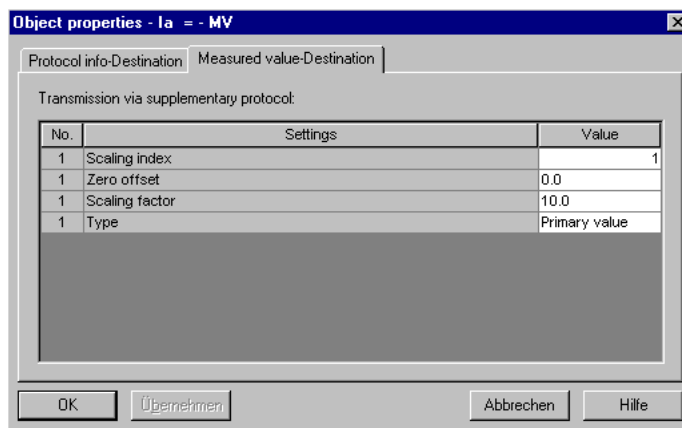 Object properties - Ia = - MV
Protocol info-Destination Measured value-Destination
Transmission via supplementary protocol:
No. Settings Value
1 Scaling index 1
1 Zero offset 0.0
1 Scaling factor 10.0
1 Type Primary value
OK Übernehmen Abbrechen Hilfe